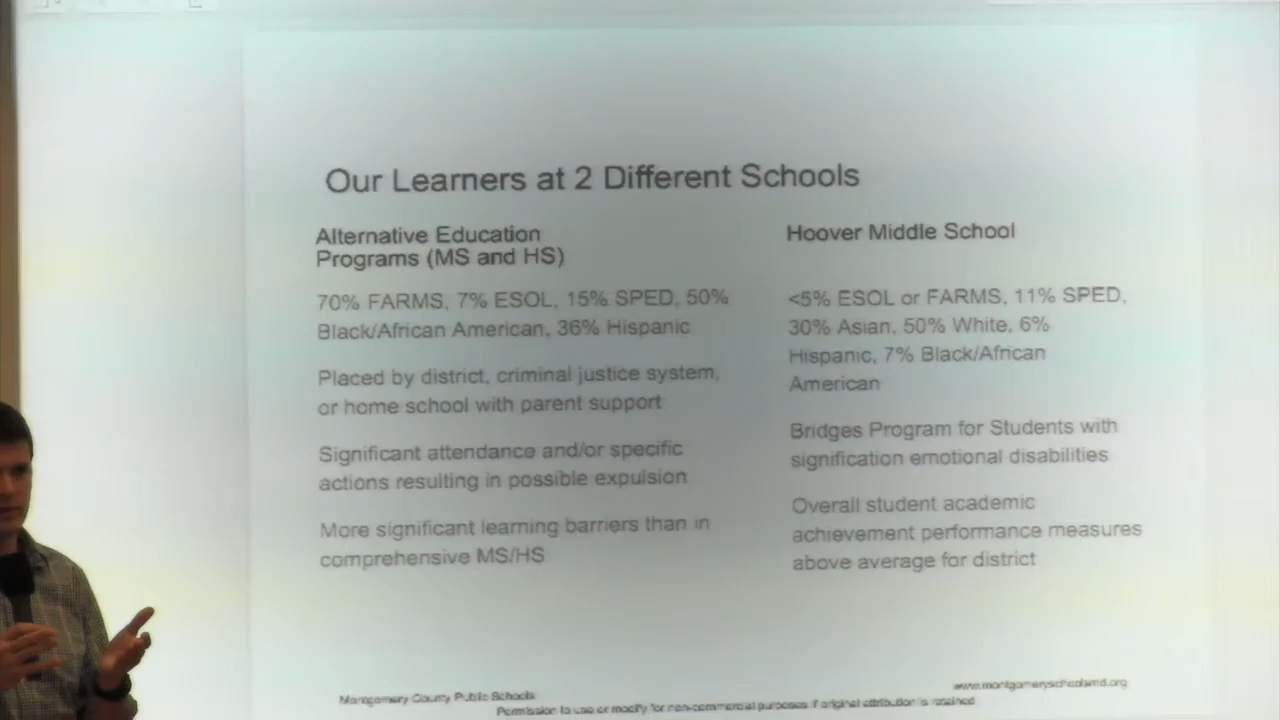 Our Learners at 2 Different Schools
Alternative Education
Programs (MS and HS)
70% FARMS, 7% ESOL, 15% SPED, 50%
Black/African American, 36% Hispanic
Placed by district, criminal justice system,
or home school with parent support
Significant attendance and/or specific
actions resulting in possible expulsion
More significant learning barriers than in
comprehensive MS/HS
Hoover Middle School
<5% ESOL or FARMS, 11% SPED,
30% Asian, 50% White, 6%
Hispanic, 7% Black/African
American
Bridges Program for Students with
signification emotional disabilities
Overall student academic
achievement performance measures
above average for district
Montgomery County Public Schools
www.montgomeryschoolsmd.org
Permission to use or modify for non-commercial purposes if original attribution is retained